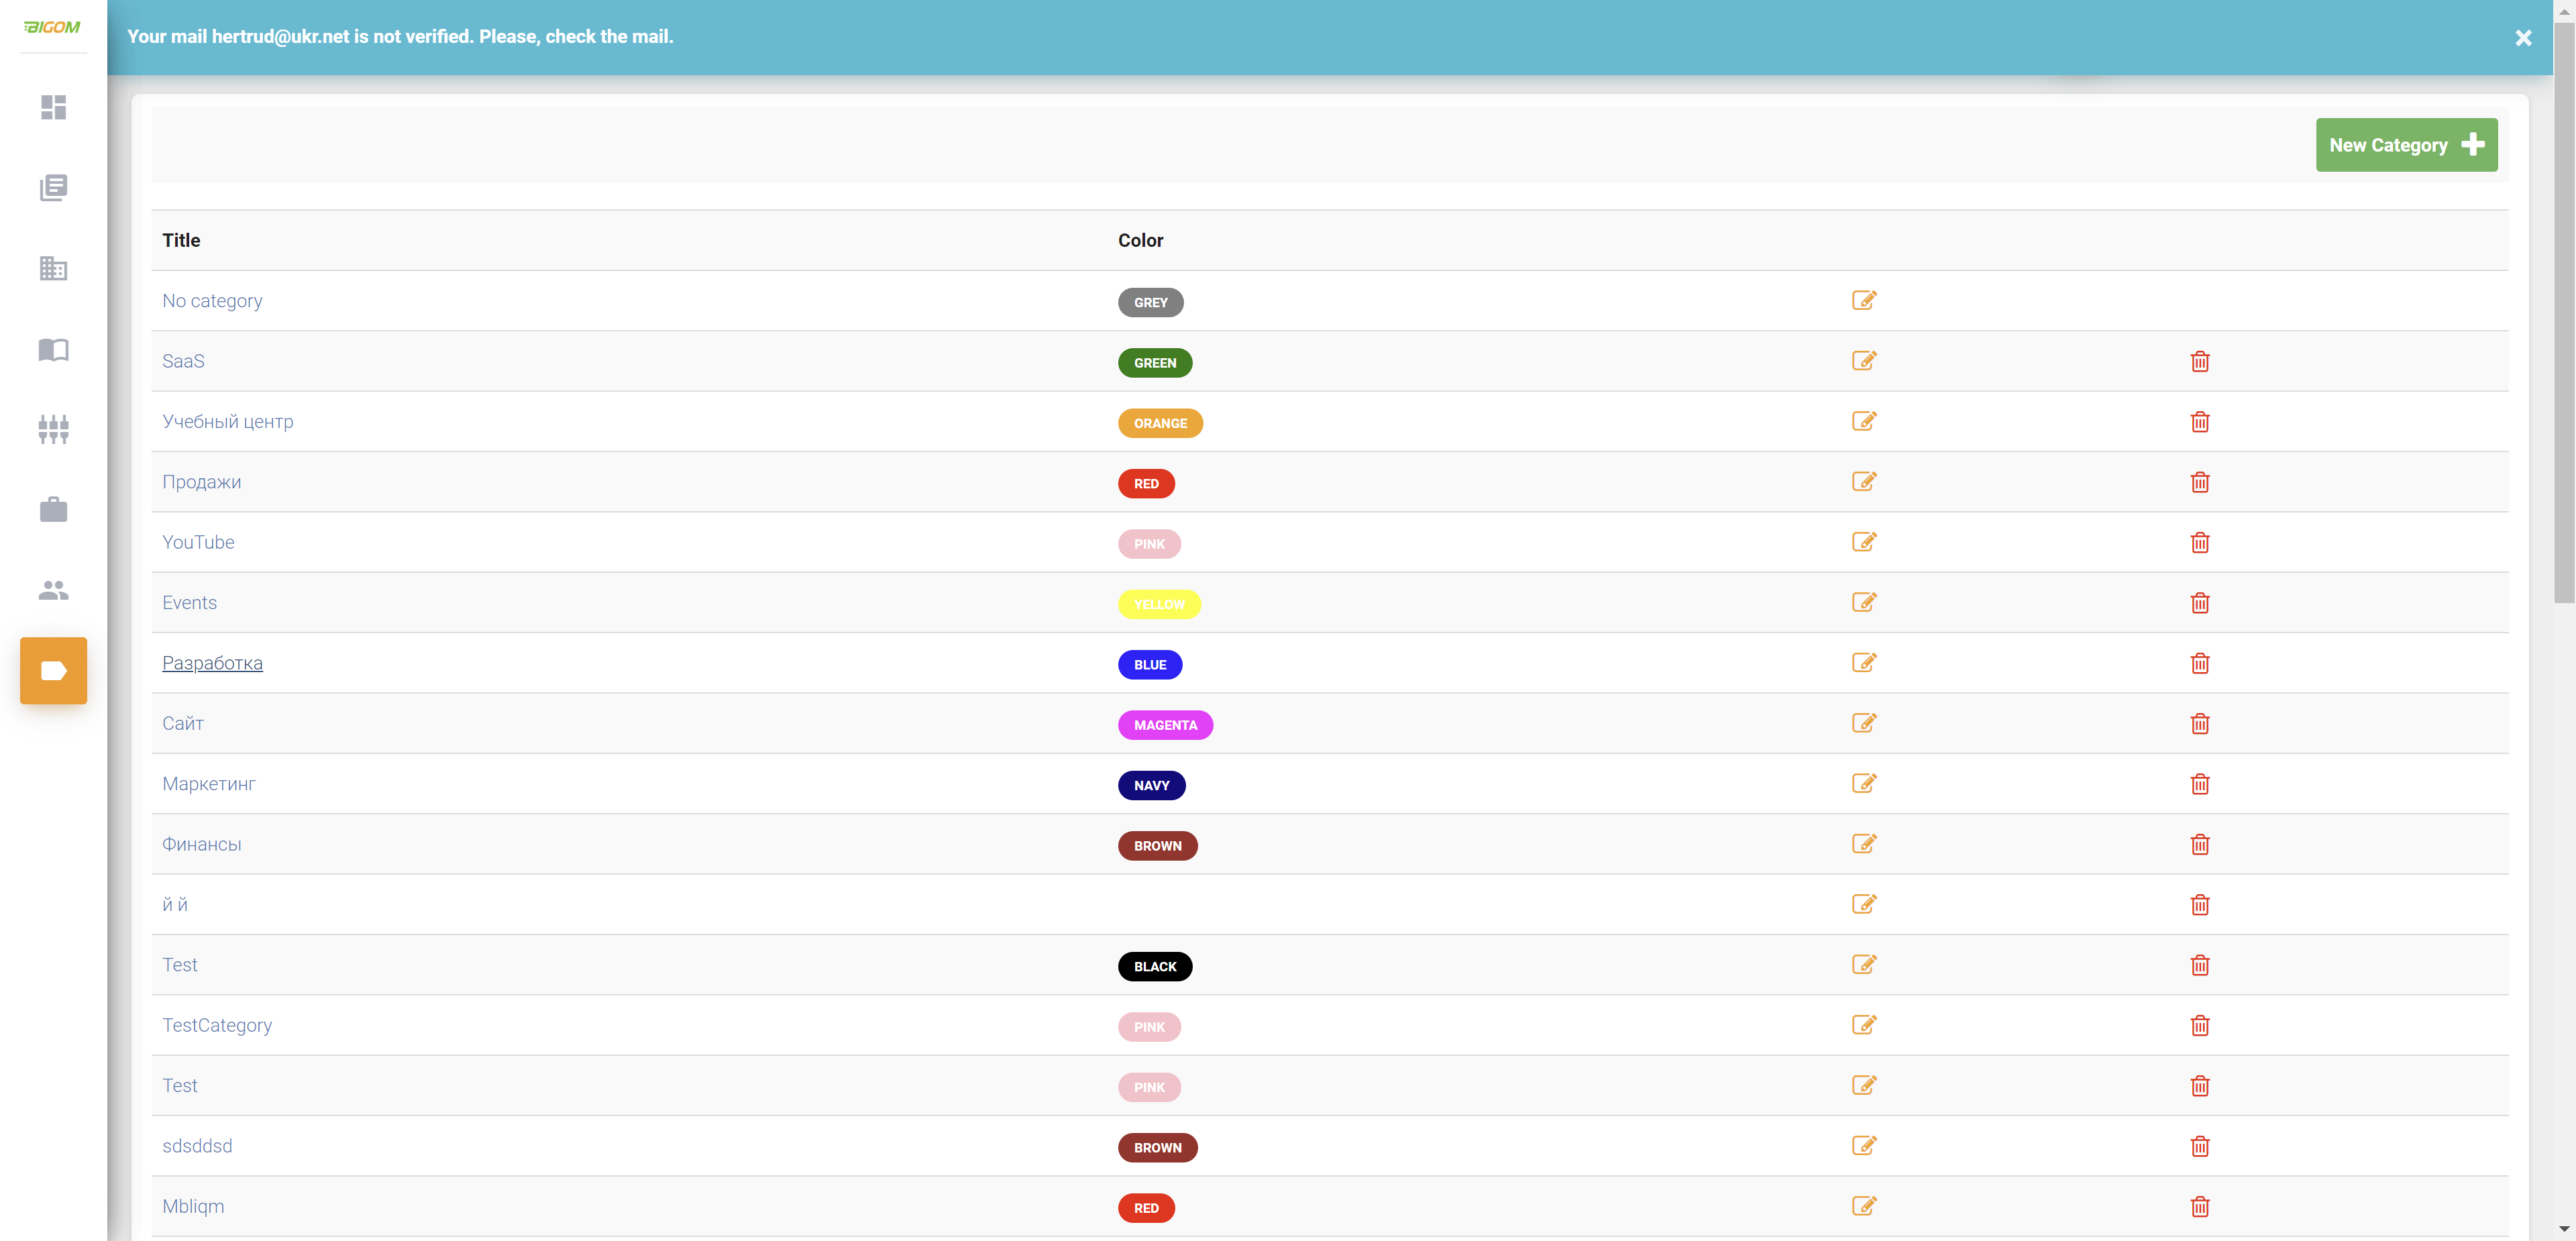 BIGOM
Your mail hertrud@ukr.net is not verified. Please, check the mail.
New Category
Title Color
No category GREY
SaaS GREEN
Учебный центр ORANGE
Продажи RED
YouTube PINK
Events YELLOW
Разработка BLUE
Сайт MAGENTA
Маркетинг NAVY
Финансы BROWN
й й
Test BLACK
TestCategory PINK
Test PINK
sdsddsd BROWN
Mbliqm RED